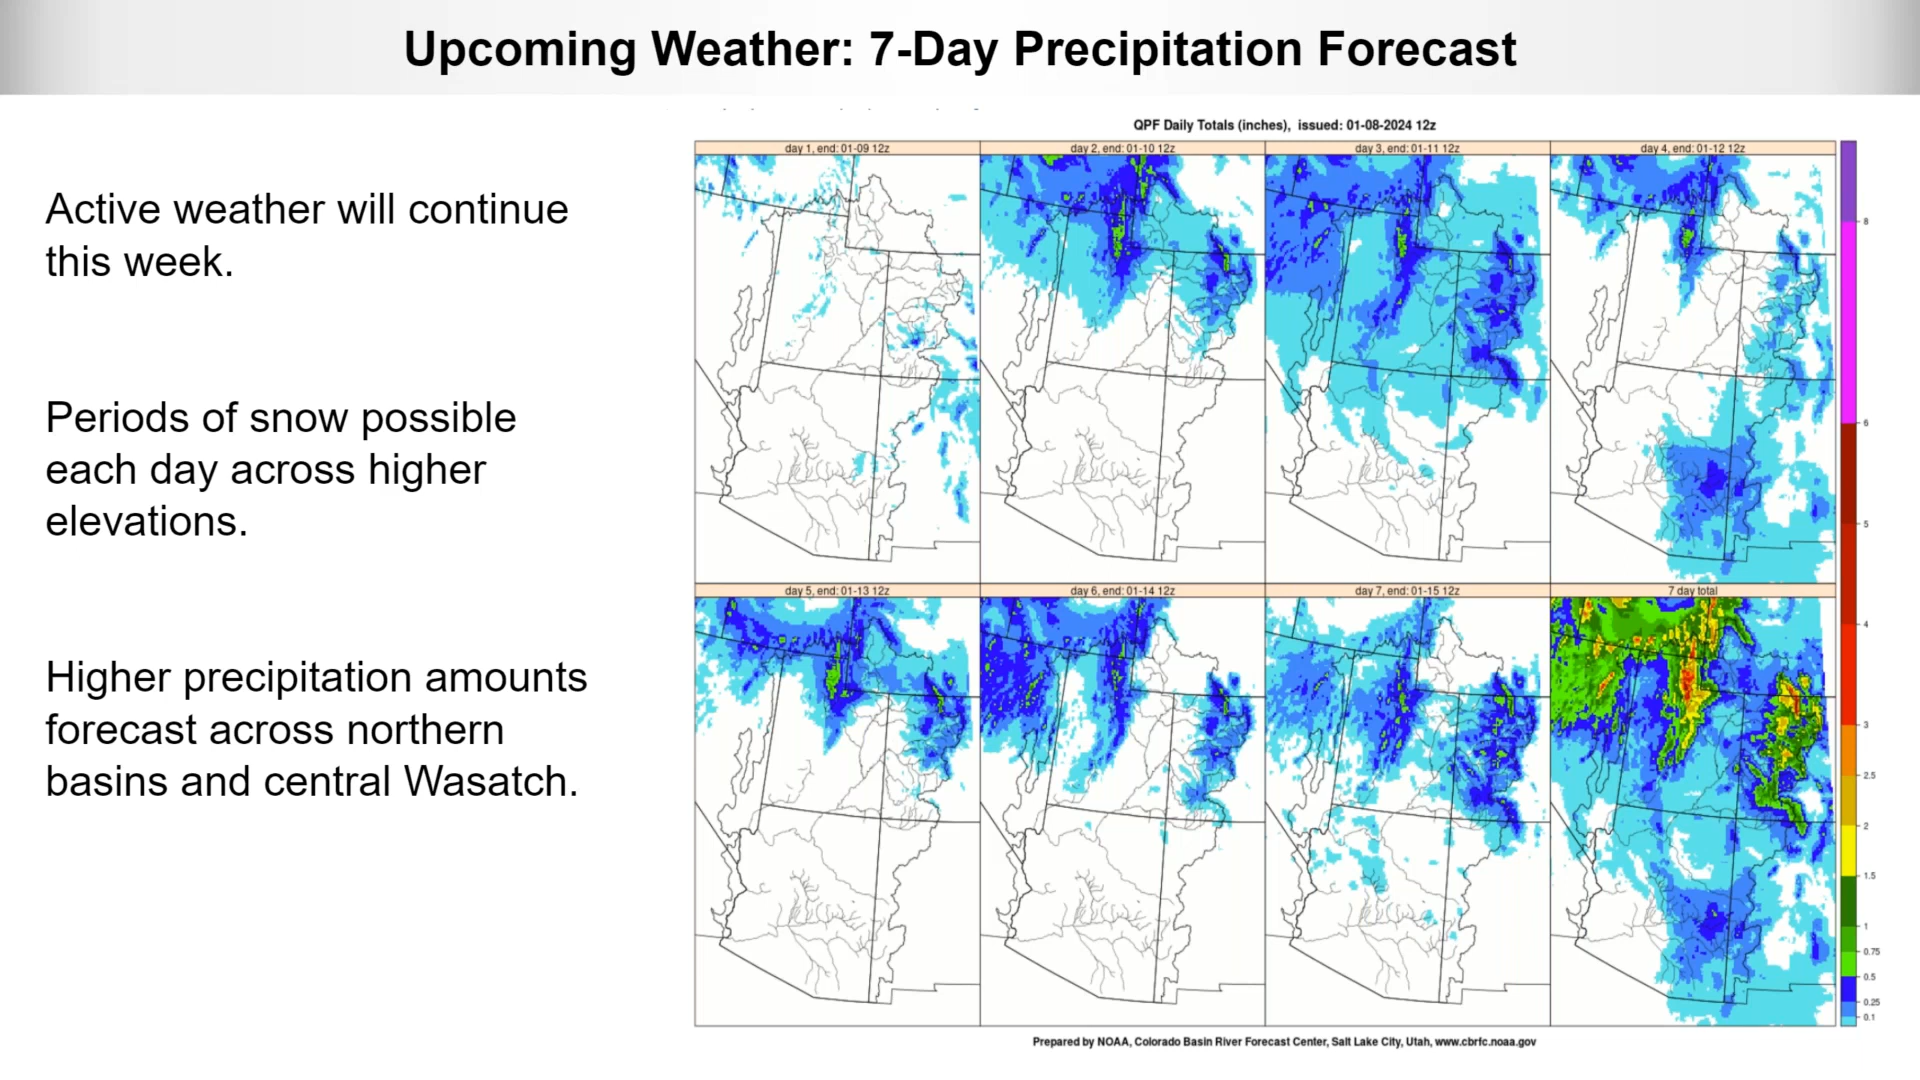 Upcoming Weather: 7-Day Precipitation Forecast
Active weather will continue
this week.
Periods of snow possible
each day across higher
elevations.
Higher precipitation amounts
forecast across northern
basins and central Wasatch.
QPF Daily Totals (inches), issued: 01-08-2024 12z
day 1, end: 01-09 12z
day 2, end: 01-10 12z
day 3, end: 01-11 12z
day 4, end: 01-12 12z
day 5, end: 01-13 12z
day 6, end: 01-14 12z
day 7, end: 01-15 12z
7 day total
8
6
5
4
3
2.5
2
1.5
1
0.75
0.5
0.25
0.1
Prepared by NOAA, Colorado Basin River Forecast Center, Salt Lake City, Utah, www.cbrfc.noaa.gov